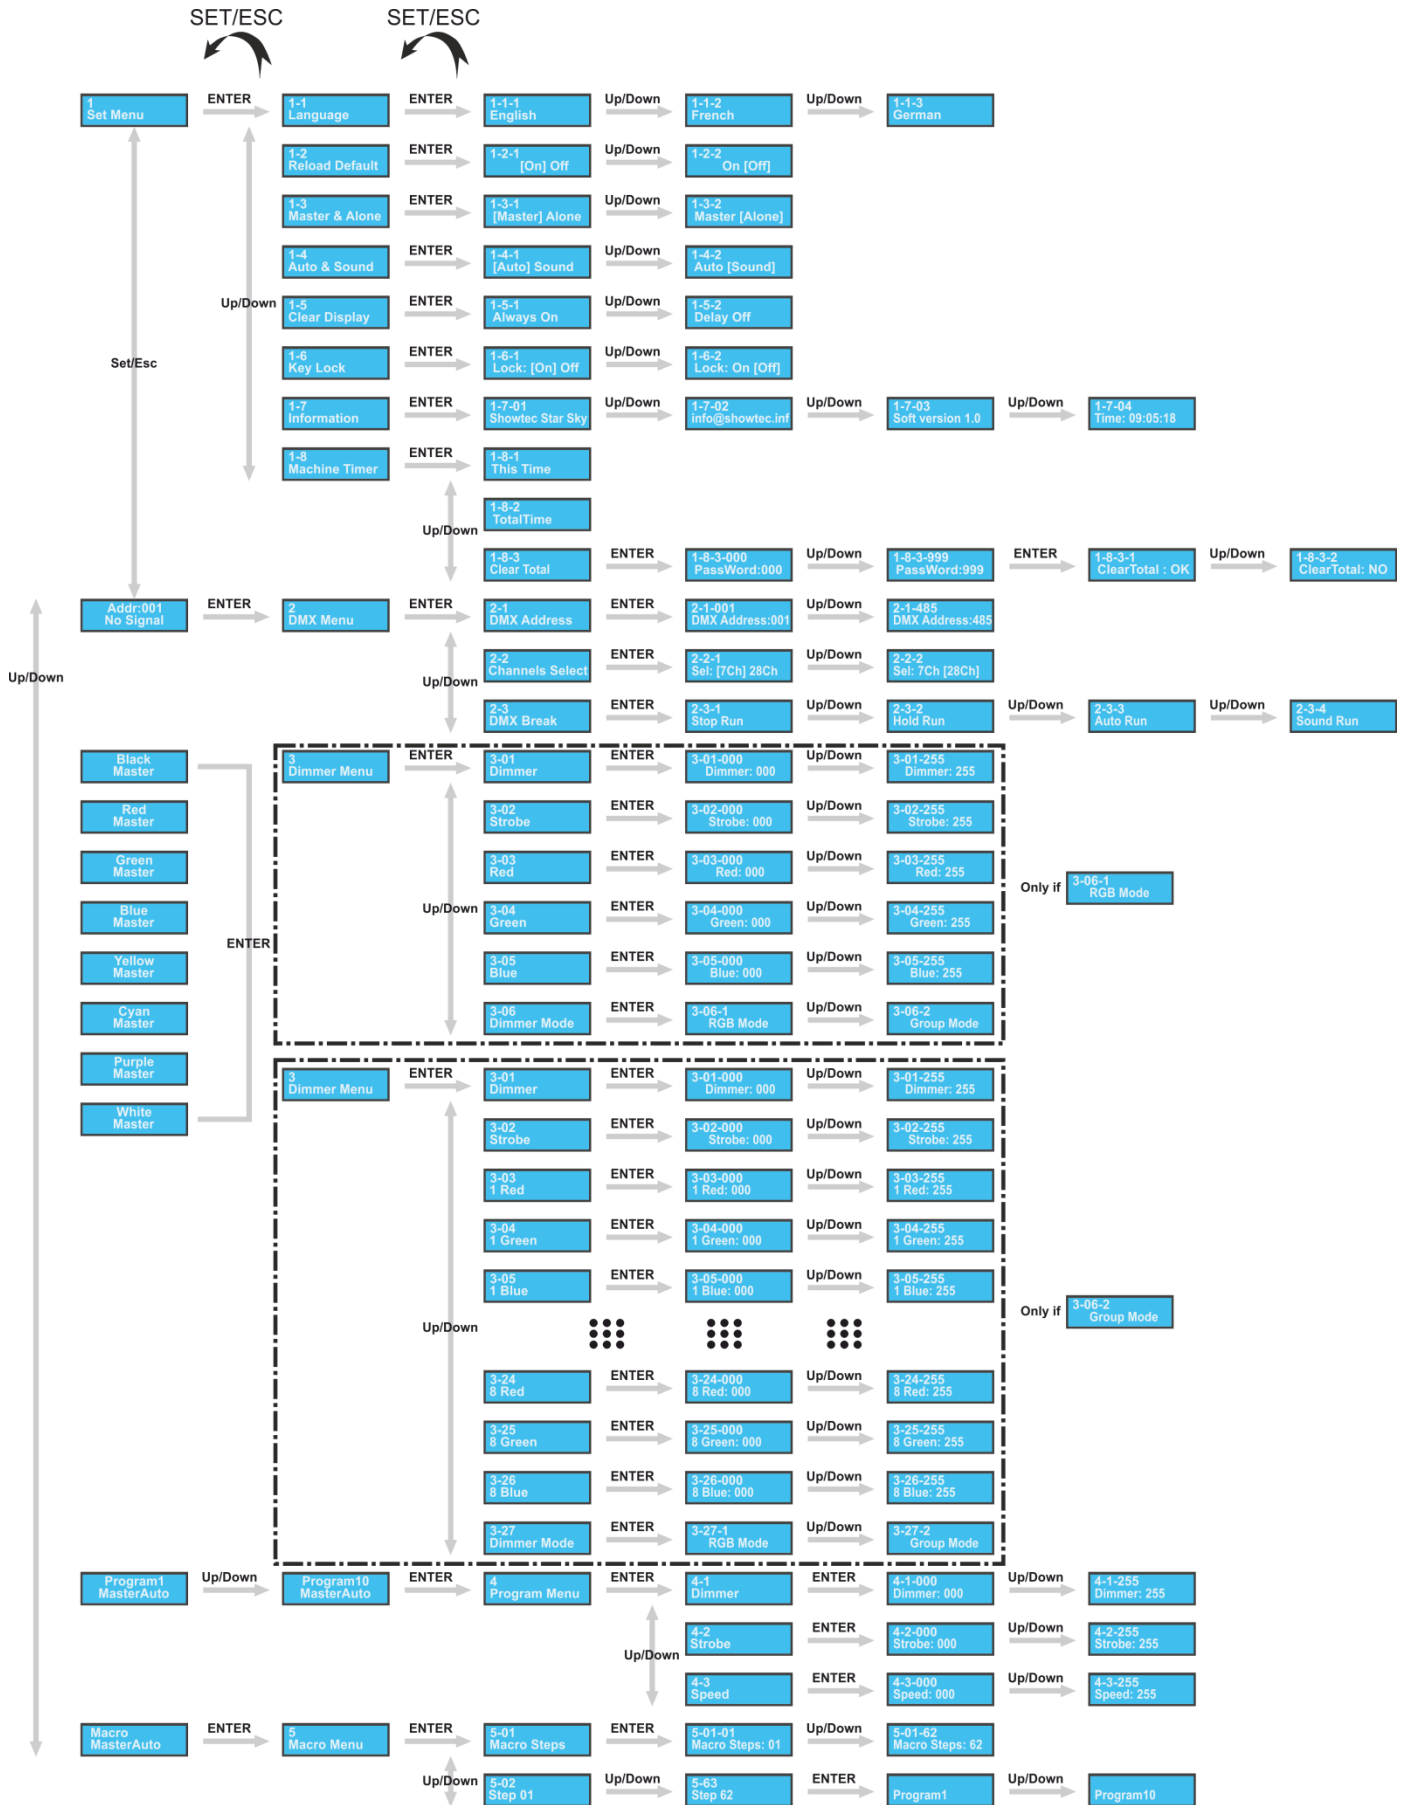 SET/ESC SET/ESC
1 ENTER 1-1 ENTER 1-1-1 Up/Down 1-1-2 Up/Down 1-1-3
Set Menu Language English French German
1-2 ENTER 1-2-1 Up/Down 1-2-2
Reload Default [On] Off On [Off]
1-3 ENTER 1-3-1 Up/Down 1-3-2
Master & Alone [Master] Alone Master [Alone]
1-4 ENTER 1-4-1 Up/Down 1-4-2
Auto & Sound [Auto] Sound Auto [Sound]
Up/Down 1-5 ENTER 1-5-1 Up/Down 1-5-2
Clear Display Always On Delay Off
Set/Esc 1-6 ENTER 1-6-1 Up/Down 1-6-2
Key Lock Lock: [On] Off Lock: On [Off]
1-7 ENTER 1-7-01 Up/Down 1-7-02 Up/Down 1-7-03 Up/Down 1-7-04
Information Showtec Star Sky info@showtec.inf Soft version 1.0 Time: 09:05:18
1-8 ENTER 1-8-1
Machine Timer This Time
1-8-2
TotalTime
Up/Down
1-8-3 ENTER 1-8-3-000 Up/Down 1-8-3-999 ENTER 1-8-3-1 Up/Down 1-8-3-2
Clear Total PassWord:000 PassWord:999 ClearTotal : OK ClearTotal: NO
Addr:001 ENTER 2 ENTER 2-1 ENTER 2-1-001 Up/Down 2-1-485
No Signal DMX Menu DMX Address DMX Address:001 DMX Address:485
2-2 ENTER 2-2-1 Up/Down 2-2-2
Channels Select Sel: [7Ch] 28Ch Sel: 7Ch [28Ch]
Up/Down Up/Down
2-3 ENTER 2-3-1 Up/Down 2-3-2 Up/Down 2-3-3 Up/Down 2-3-4
DMX Break Stop Run Hold Run Auto Run Sound Run
Black 3 ENTER 3-01 ENTER 3-01-000 Up/Down 3-01-255
Master Dimmer Menu Dimmer Dimmer: 000 Dimmer: 255
Red 3-02 ENTER 3-02-000 Up/Down 3-02-255
Master Strobe Strobe: 000 Strobe: 255
Green 3-03 ENTER 3-03-000 Up/Down 3-03-255
Master Red Red: 000 Red: 255
Only if 3-06-1
RGB Mode
Blue Up/Down 3-04 ENTER 3-04-000 Up/Down 3-04-255
Master Green Green: 000 Green: 255
ENTER
Yellow 3-05 ENTER 3-05-000 Up/Down 3-05-255
Master Blue Blue: 000 Blue: 255
Cyan 3-06 ENTER 3-06-1 Up/Down 3-06-2
Master Dimmer Mode RGB Mode Group Mode
Purple 3 ENTER 3-01 ENTER 3-01-000 Up/Down 3-01-255
Master Dimmer Menu Dimmer Dimmer: 000 Dimmer: 255
White 3-02 ENTER 3-02-000 Up/Down 3-02-255
Master Strobe Strobe: 000 Strobe: 255
3-03 ENTER 3-03-000 Up/Down 3-03-255
1 Red 1 Red: 000 1 Red: 255
3-04 ENTER 3-04-000 Up/Down 3-04-255
1 Green 1 Green: 000 1 Green: 255
3-05 ENTER 3-05-000 Up/Down 3-05-255
1 Blue 1 Blue: 000 1 Blue: 255
Only if 3-06-2
Group Mode
Up/Down
3-24 ENTER 3-24-000 Up/Down 3-24-255
8 Red 8 Red: 000 8 Red: 255
3-25 ENTER 3-25-000 Up/Down 3-25-255
8 Green 8 Green: 000 8 Green: 255
3-26 ENTER 3-26-000 Up/Down 3-26-255
8 Blue 8 Blue: 000 8 Blue: 255
3-27 ENTER 3-27-1 Up/Down 3-27-2
Dimmer Mode RGB Mode Group Mode
Program1 Up/Down Program10 ENTER 4 ENTER 4-1 ENTER 4-1-000 Up/Down 4-1-255
MasterAuto MasterAuto Program Menu Dimmer Dimmer: 000 Dimmer: 255
4-2 ENTER 4-2-000 Up/Down 4-2-255
Strobe Strobe: 000 Strobe: 255
Up/Down
4-3 ENTER 4-3-000 Up/Down 4-3-255
Speed Speed: 000 Speed: 255
Macro ENTER 5 ENTER 5-01 ENTER 5-01-01 Up/Down 5-01-62
MasterAuto Macro Menu Macro Steps Macro Steps: 01 Macro Steps: 62
Up/Down 5-02 Up/Down 5-63 ENTER Program1 Up/Down Program10
Step 01 Step 62